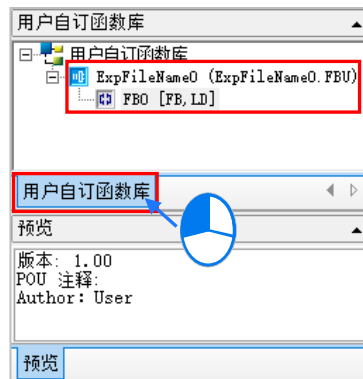 用户自订函数库
用户自订函数库
ExpFileName0 (ExpFileName0.FBU)
FB0 [FB,LD]
用户自订函数库
预览
版本: 1.00
POU 注释:
Author: User
预览